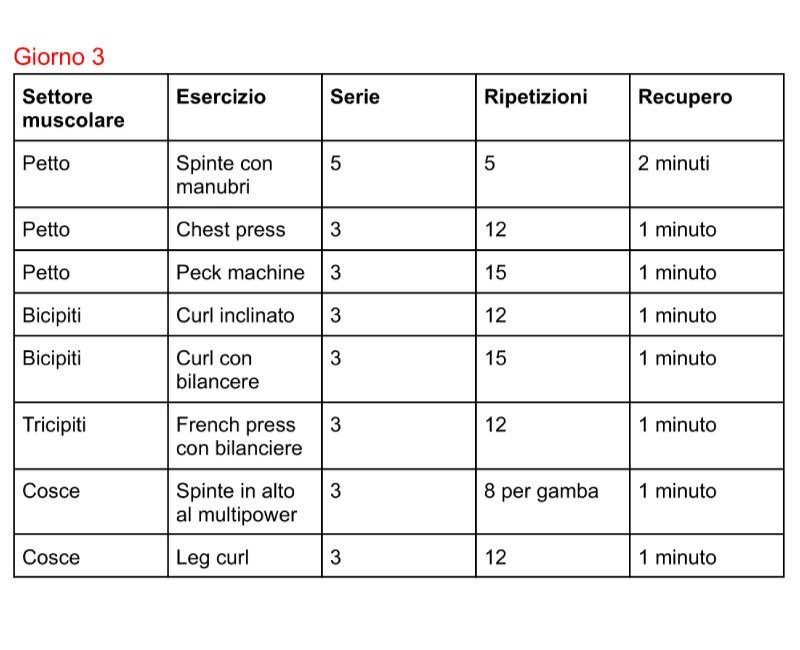 Giorno 3
Settore muscolare Esercizio Serie Ripetizioni Recupero
Petto Spinte con manubri 5 5 2 minuti
Petto Chest press 3 12 1 minuto
Petto Peck machine 3 15 1 minuto
Bicipiti Curl inclinato 3 12 1 minuto
Bicipiti Curl con bilancere 3 15 1 minuto
Tricipiti French press con bilanciere 3 12 1 minuto
Cosce Spinte in alto al multipower 3 8 per gamba 1 minuto
Cosce Leg curl 3 12 1 minuto